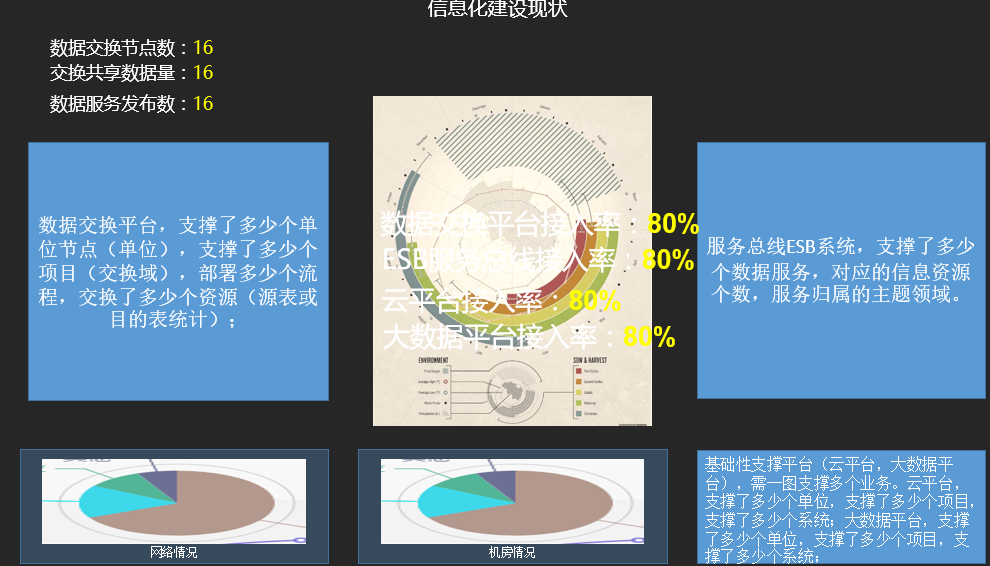 信息化建设现状
数据交换节点数：16
交换共享数据量：16
数据服务发布数：16
数据交换平台，支撑了多少个单
位节点（单位），支撑了多少个
项目（交换域），部署多少个流
程，交换了多少个资源（源表或
目的表统计）；
数据交换平台接入率：80%
ESB服务总线接入率：80%
云平台接入率：80%
大数据平台接入率：80%
ENVIRONMENT
SOW & HARVEST
服务总线ESB系统，支撑了多少
个数据服务，对应的信息资源
个数，服务归属的主题领域。
网络情况
机房情况
基础性支撑平台（云平台，大数据平
台），需一图支撑多个业务。云平台，
支撑了多少个单位，支撑了多少个项目，
支撑了多少个系统；大数据平台，支撑
了多少个单位，支撑了多少个项目，支
撑了多少个系统；